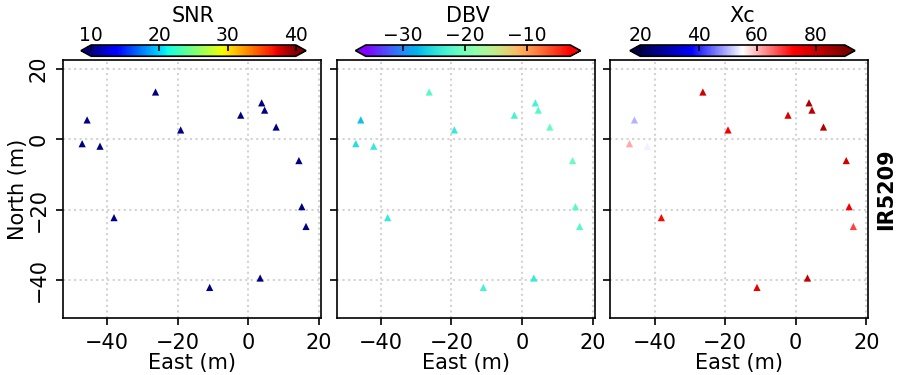 SNR DBV Xc
10 20 30 40 −30 −20 −10 20 40 60 80
20
0
−20
−40
North (m)
IR5209
−40 −20 0 20 −40 −20 0 20 −40 −20 0 20
East (m) East (m) East (m)